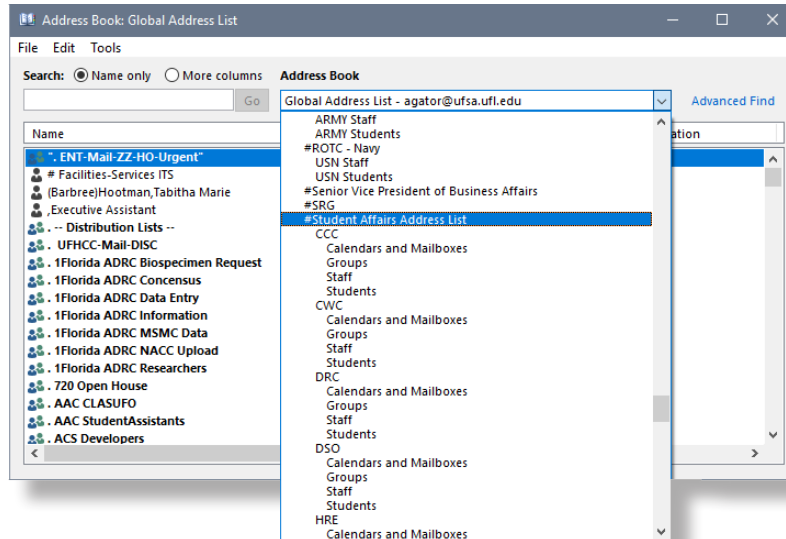 Address Book: Global Address List
File Edit Tools
Search: Name only More columns Address Book
Go Global Address List - agator@ufsa.ufl.edu Advanced Find
Name ation
". ENT-Mail-ZZ-HO-Urgent"
# Facilities-Services ITS
(Barbree)Hootman,Tabitha Marie
,Executive Assistant
. -- Distribution Lists --
. UFHCC-Mail-DISC
. 1Florida ADRC Biospecimen Request
. 1Florida ADRC Concensus
. 1Florida ADRC Data Entry
. 1Florida ADRC Information
. 1Florida ADRC MSMC Data
. 1Florida ADRC NACC Upload
. 1Florida ADRC Researchers
. 720 Open House
. AAC CLASUFO
. AAC StudentAssistants
. ACS Developers
ARMY Staff
ARMY Students
#ROTC - Navy
USN Staff
USN Students
#Senior Vice President of Business Affairs
#SRG
#Student Affairs Address List
CCC
Calendars and Mailboxes
Groups
Staff
Students
CWC
Calendars and Mailboxes
Groups
Staff
Students
DRC
Calendars and Mailboxes
Groups
Staff
Students
DSO
Calendars and Mailboxes
Groups
Staff
Students
HRE
Calendars and Mailboxes